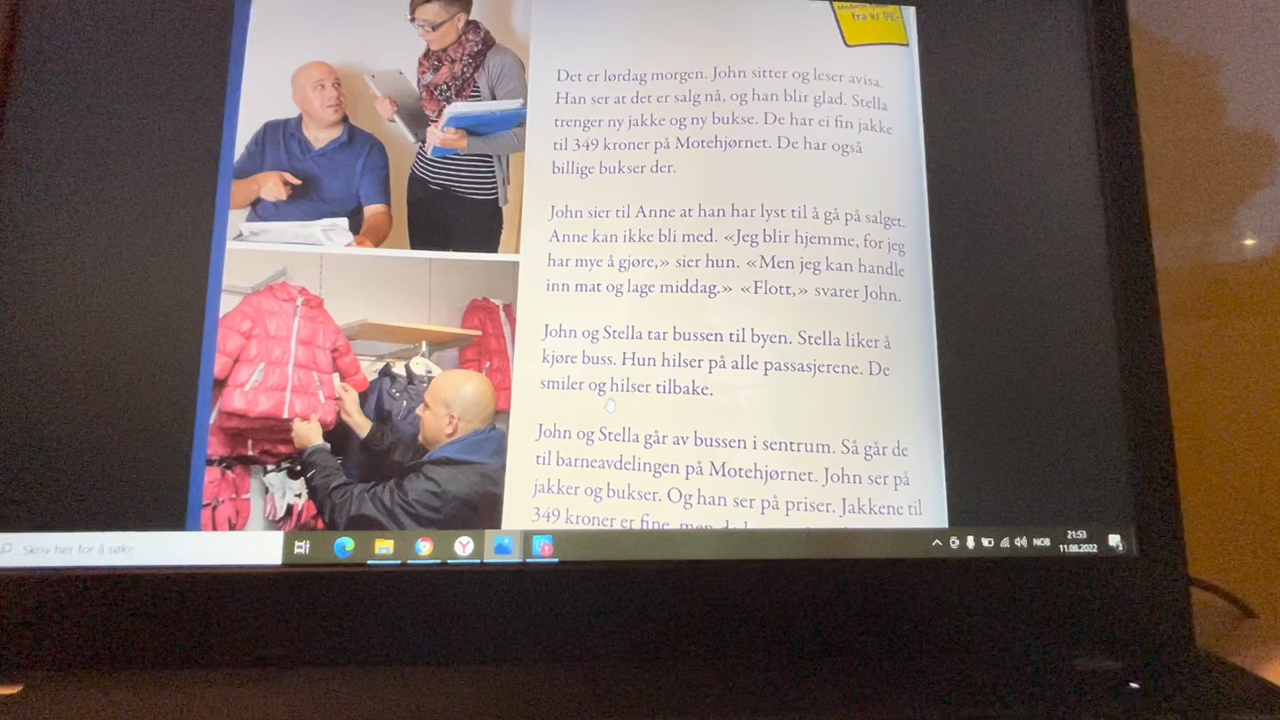 fra kr 99,-
Det er lørdag morgen. John sitter og leser avisa.
Han ser at det er salg nå, og han blir glad. Stella
trenger ny jakke og ny bukse. De har ei fin jakke
til 349 kroner på Motehjørnet. De har også
billige bukser der.
John sier til Anne at han har lyst til å gå på salget.
Anne kan ikke bli med. «Jeg blir hjemme, for jeg
har mye å gjøre,» sier hun. «Men jeg kan handle
inn mat og lage middag.» «Flott,» svarer John.
John og Stella tar bussen til byen. Stella liker å
kjøre buss. Hun hilser på alle passasjerene. De
smiler og hilser tilbake.
John og Stella går av bussen i sentrum. Så går de
til barneavdelingen på Motehjørnet. John ser på
jakker og bukser. Og han ser på priser. Jakkene til
349 kroner er fine, men
Skriv her for å søke
NOB
21:53
11.08.2022